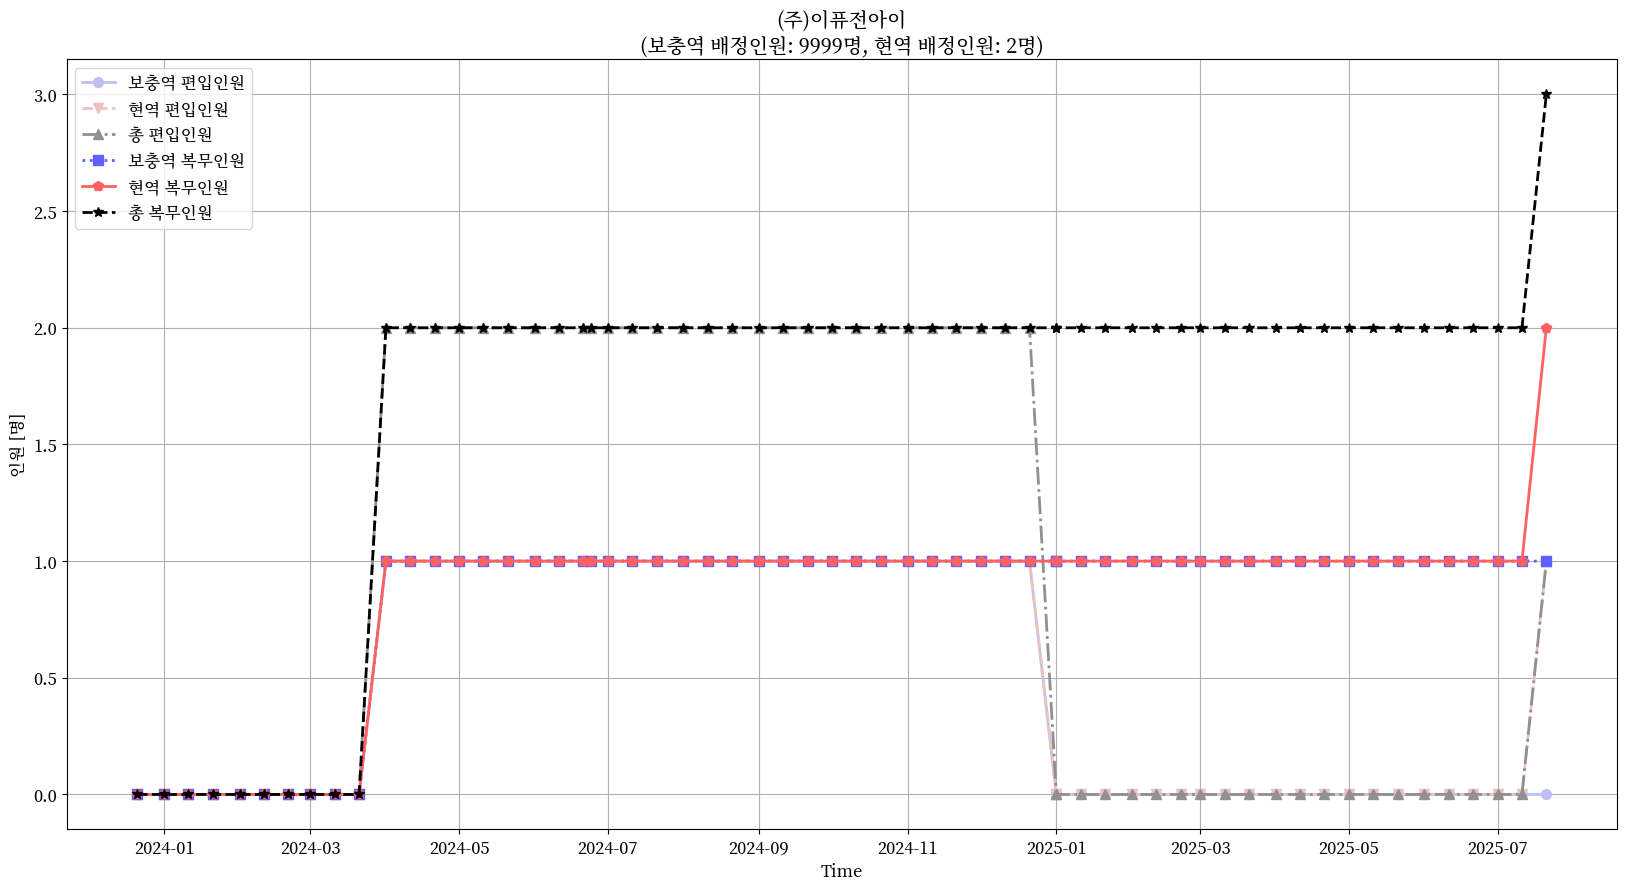 (주)이퓨전아이
(보충역 배정인원: 9999명, 현역 배정인원: 2명)
보충역 편입인원
현역 편입인원
총 편입인원
보충역 복무인원
현역 복무인원
총 복무인원
인원 [명]
3.0
2.5
2.0
1.5
1.0
0.5
0.0
2024-01
2024-03
2024-05
2024-07
2024-09
2024-11
2025-01
2025-03
2025-05
2025-07
Time